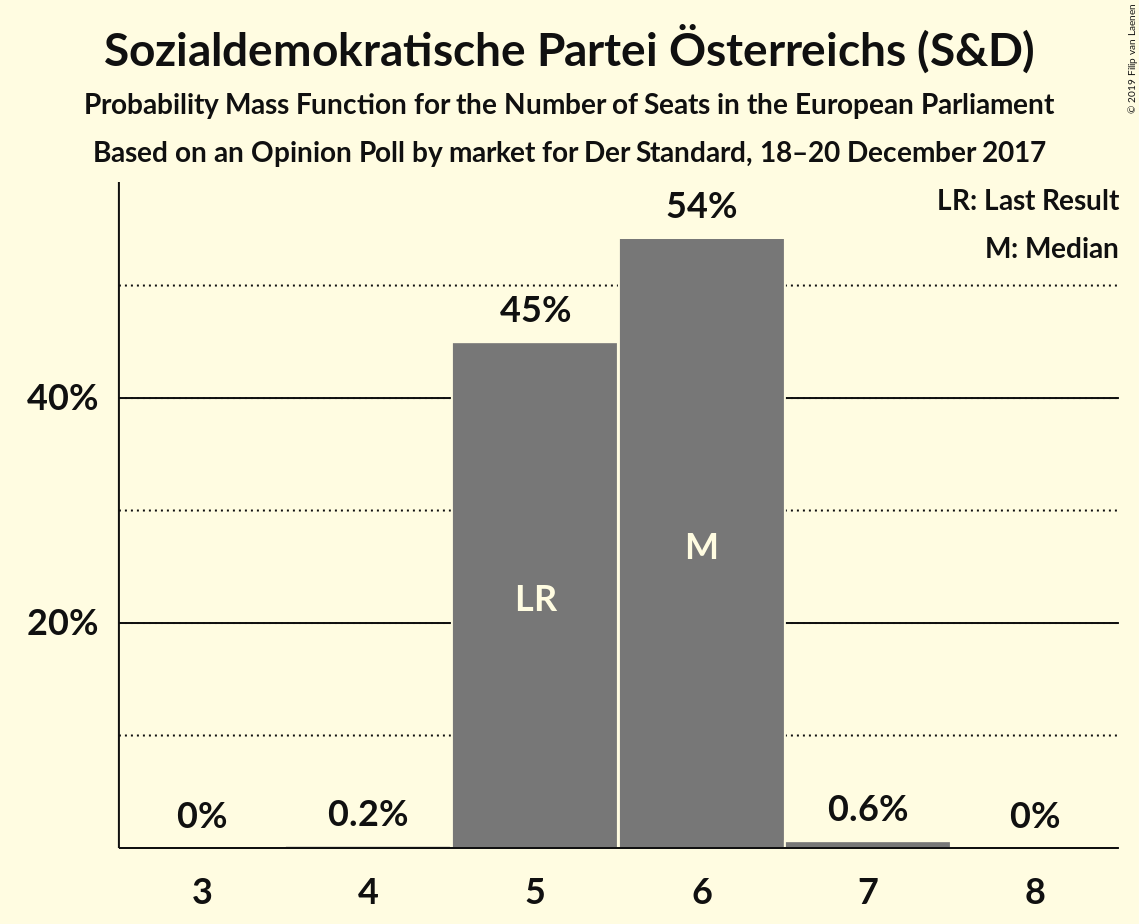 Sozialdemokratische Partei Österreichs (S&D)
Probability Mass Function for the Number of Seats in the European Parliament
Based on an Opinion Poll by market for Der Standard, 18–20 December 2017
© 2019 Filip van Laenen
LR: Last Result
M: Median
54%
45%
40%
M
LR
20%
0%
0.2%
0.6%
0%
3
4
5
6
7
8